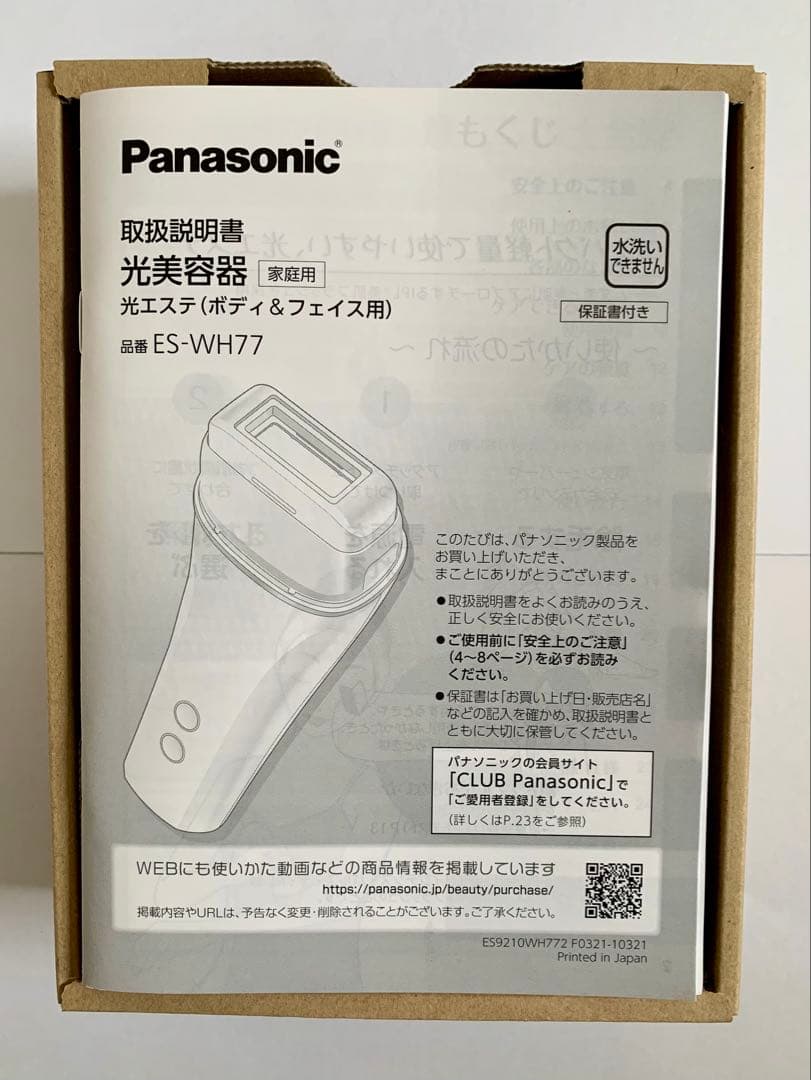 Panasonic®
取扱説明書
光美容器 家庭用
光エステ(ボディ&フェイス用)
品番 ES-WH77
水洗い
できません
保証書付き
このたびは、パナソニック製品を
お買い上げいただき、
まことにありがとうございます。
●取扱説明書をよくお読みのうえ、
正しく安全にお使いください。
●ご使用前に「安全上のご注意」
(4~8ページ)を必ずお読み
ください。
●保証書は「お買い上げ日・販売店名」
などの記入を確かめ、取扱説明書と
ともに大切に保管してください。
パナソニックの会員サイト
「CLUB Panasonic」で
「ご愛用者登録」をしてください。
(詳しくはP.23をご参照)
WEBにも使いかた動画などの商品情報を掲載しています
https://panasonic.jp/beauty/purchase/
掲載内容やURLは、予告なく変更・削除されることがございます。ご了承ください。
ES9210WH772 F0321-10321
Printed in Japan